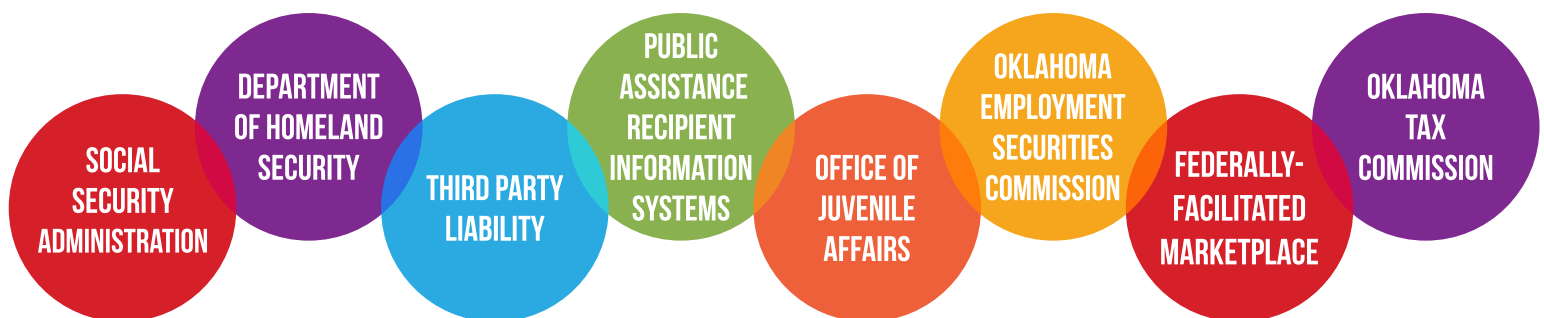 SOCIAL
SECURITY
ADMINISTRATION
DEPARTMENT
OF HOMELAND
SECURITY
THIRD PARTY
LIABILITY
PUBLIC
ASSISTANCE
RECIPIENT
INFORMATION
SYSTEMS
OFFICE OF
JUVENILE
AFFAIRS
OKLAHOMA
EMPLOYMENT
SECURITIES
COMMISSION
FEDERALLY-
FACILITATED
MARKETPLACE
OKLAHOMA
TAX
COMMISSION